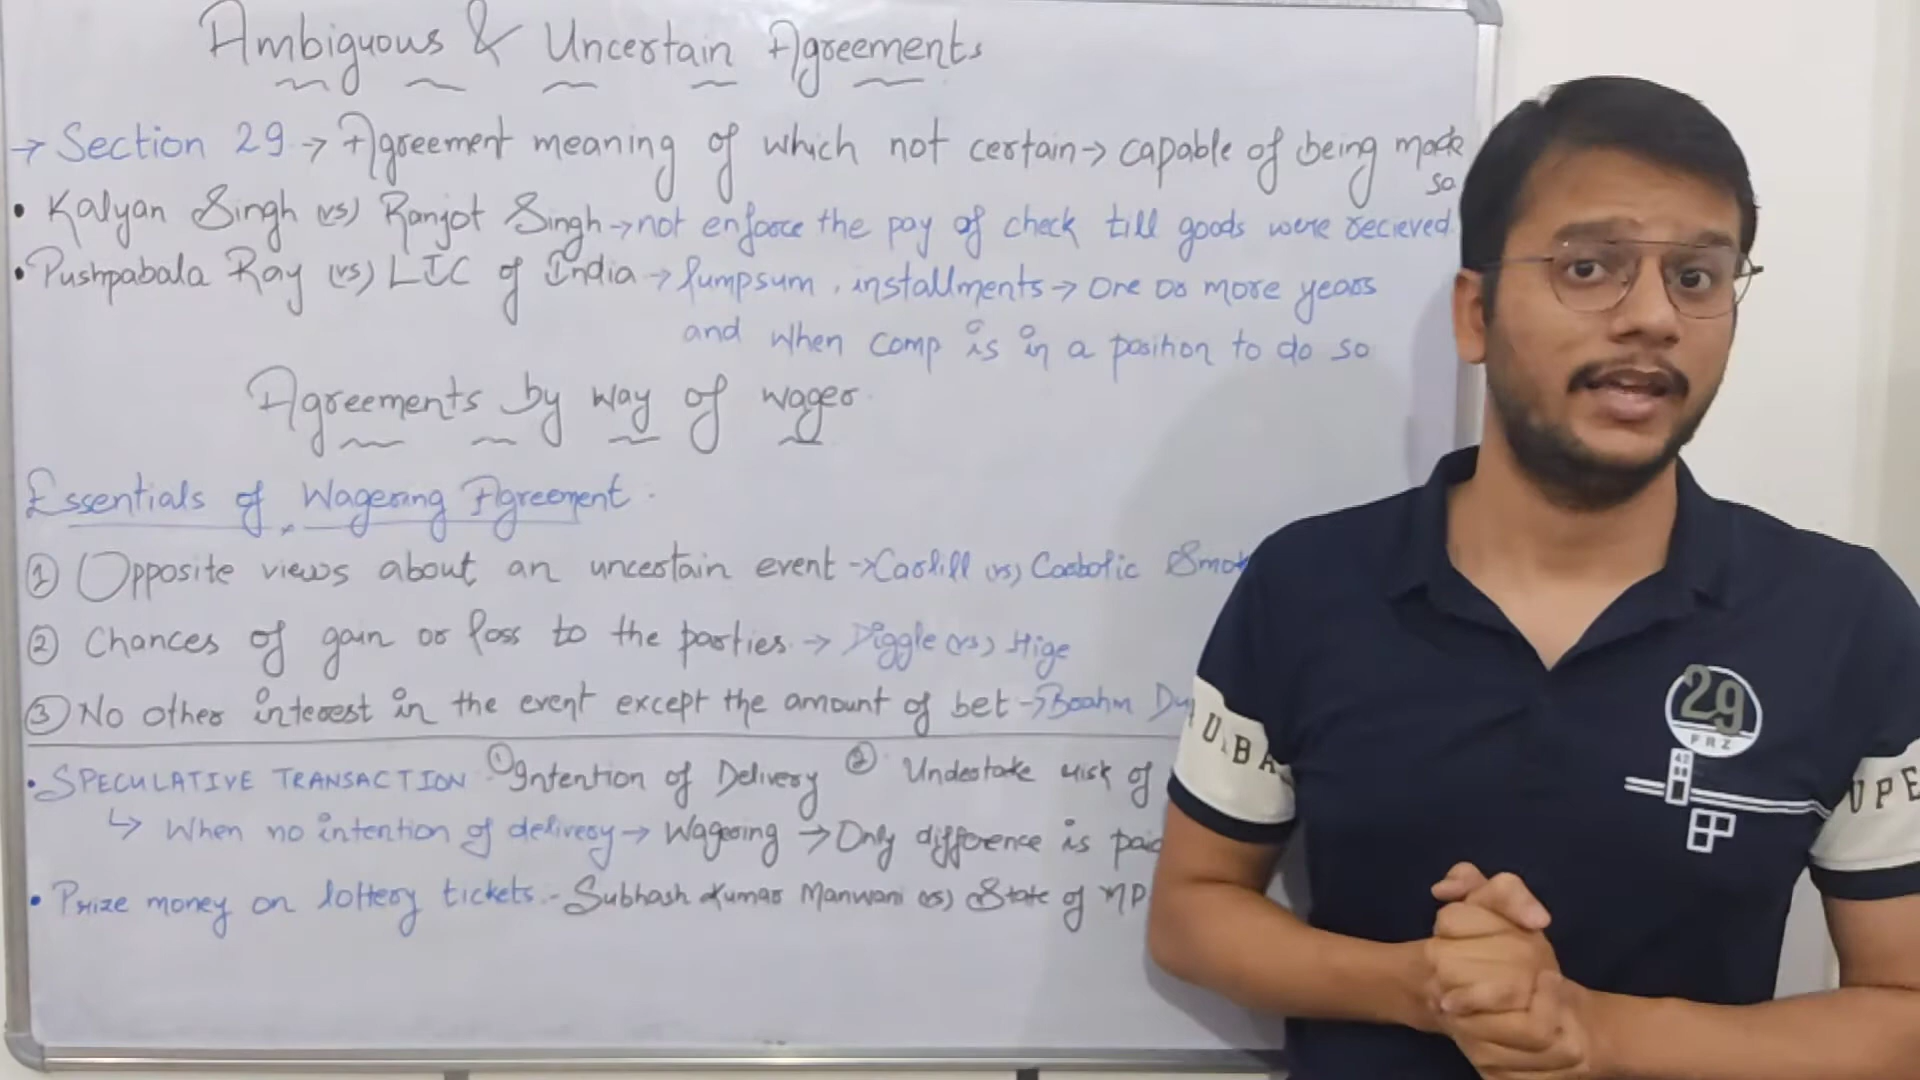 Ambiguous & Uncertain Agreements
→ Section 29 → Agreement meaning of which not certain → capable of being made so
• Kalyan Singh (vs) Ranjot Singh → not enforce the pay of check till goods were recieved
• Pushpabala Ray (vs) LIC of India → lumpsum, installments → one or more years
and when comp is in a position to do so
Agreements by way of wager
Essentials of Wagering Agreement
① Opposite views about an uncertain event → Carlill (vs) Carbolic Smok
② Chances of gain or loss to the parties → Diggle (vs) Hige
③ No other interest in the event except the amount of bet → Boahm
• SPECULATIVE TRANSACTION ① Intention of Delivery ② Undertake risk of
↳ When no intention of delivery → Wagering → Only difference is paid
• Prize money on lottery tickets - Subhash Kumar Manwani (vs) State of MP
29
PRZ
UPE